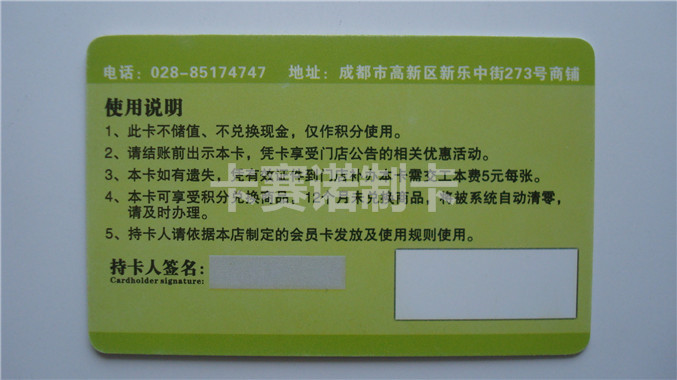 电话：028-85174747 地址：成都市高新区新乐中街273号商铺
使用说明
1、此卡不储值、不兑换现金，仅作积分使用。
2、请结账前出示本卡，凭卡享受门店公告的相关优惠活动。
3、本卡如有遗失，凭有效证件到门店补办本卡需交工本费5元每张。
4、本卡可享受积分兑换商品，12个月未兑换商品，将被系统自动清零，
请及时办理。
5、持卡人请依据本店制定的会员卡发放及使用规则使用。
卡赛诺制卡
持卡人签名：
Cardholder signature: